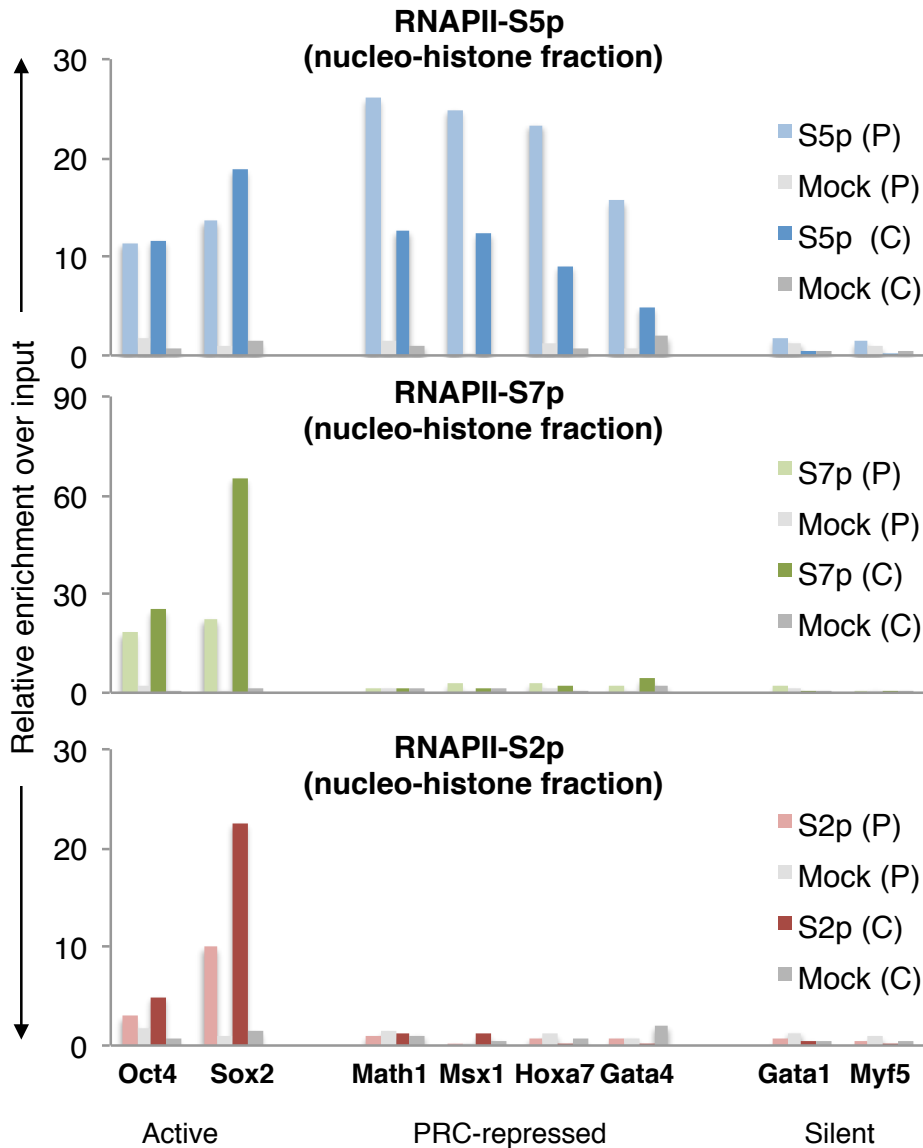 RNAPII-S5p
(nucleo-histone fraction)
30
20
10
0
S5p (P)
Mock (P)
S5p (C)
Mock (C)
RNAPII-S7p
(nucleo-histone fraction)
90
60
30
0
S7p (P)
Mock (P)
S7p (C)
Mock (C)
Relative enrichment over input
RNAPII-S2p
(nucleo-histone fraction)
30
20
10
0
S2p (P)
Mock (P)
S2p (C)
Mock (C)
Oct4 Sox2 Math1 Msx1 Hoxa7 Gata4 Gata1 Myf5
Active PRC-repressed Silent